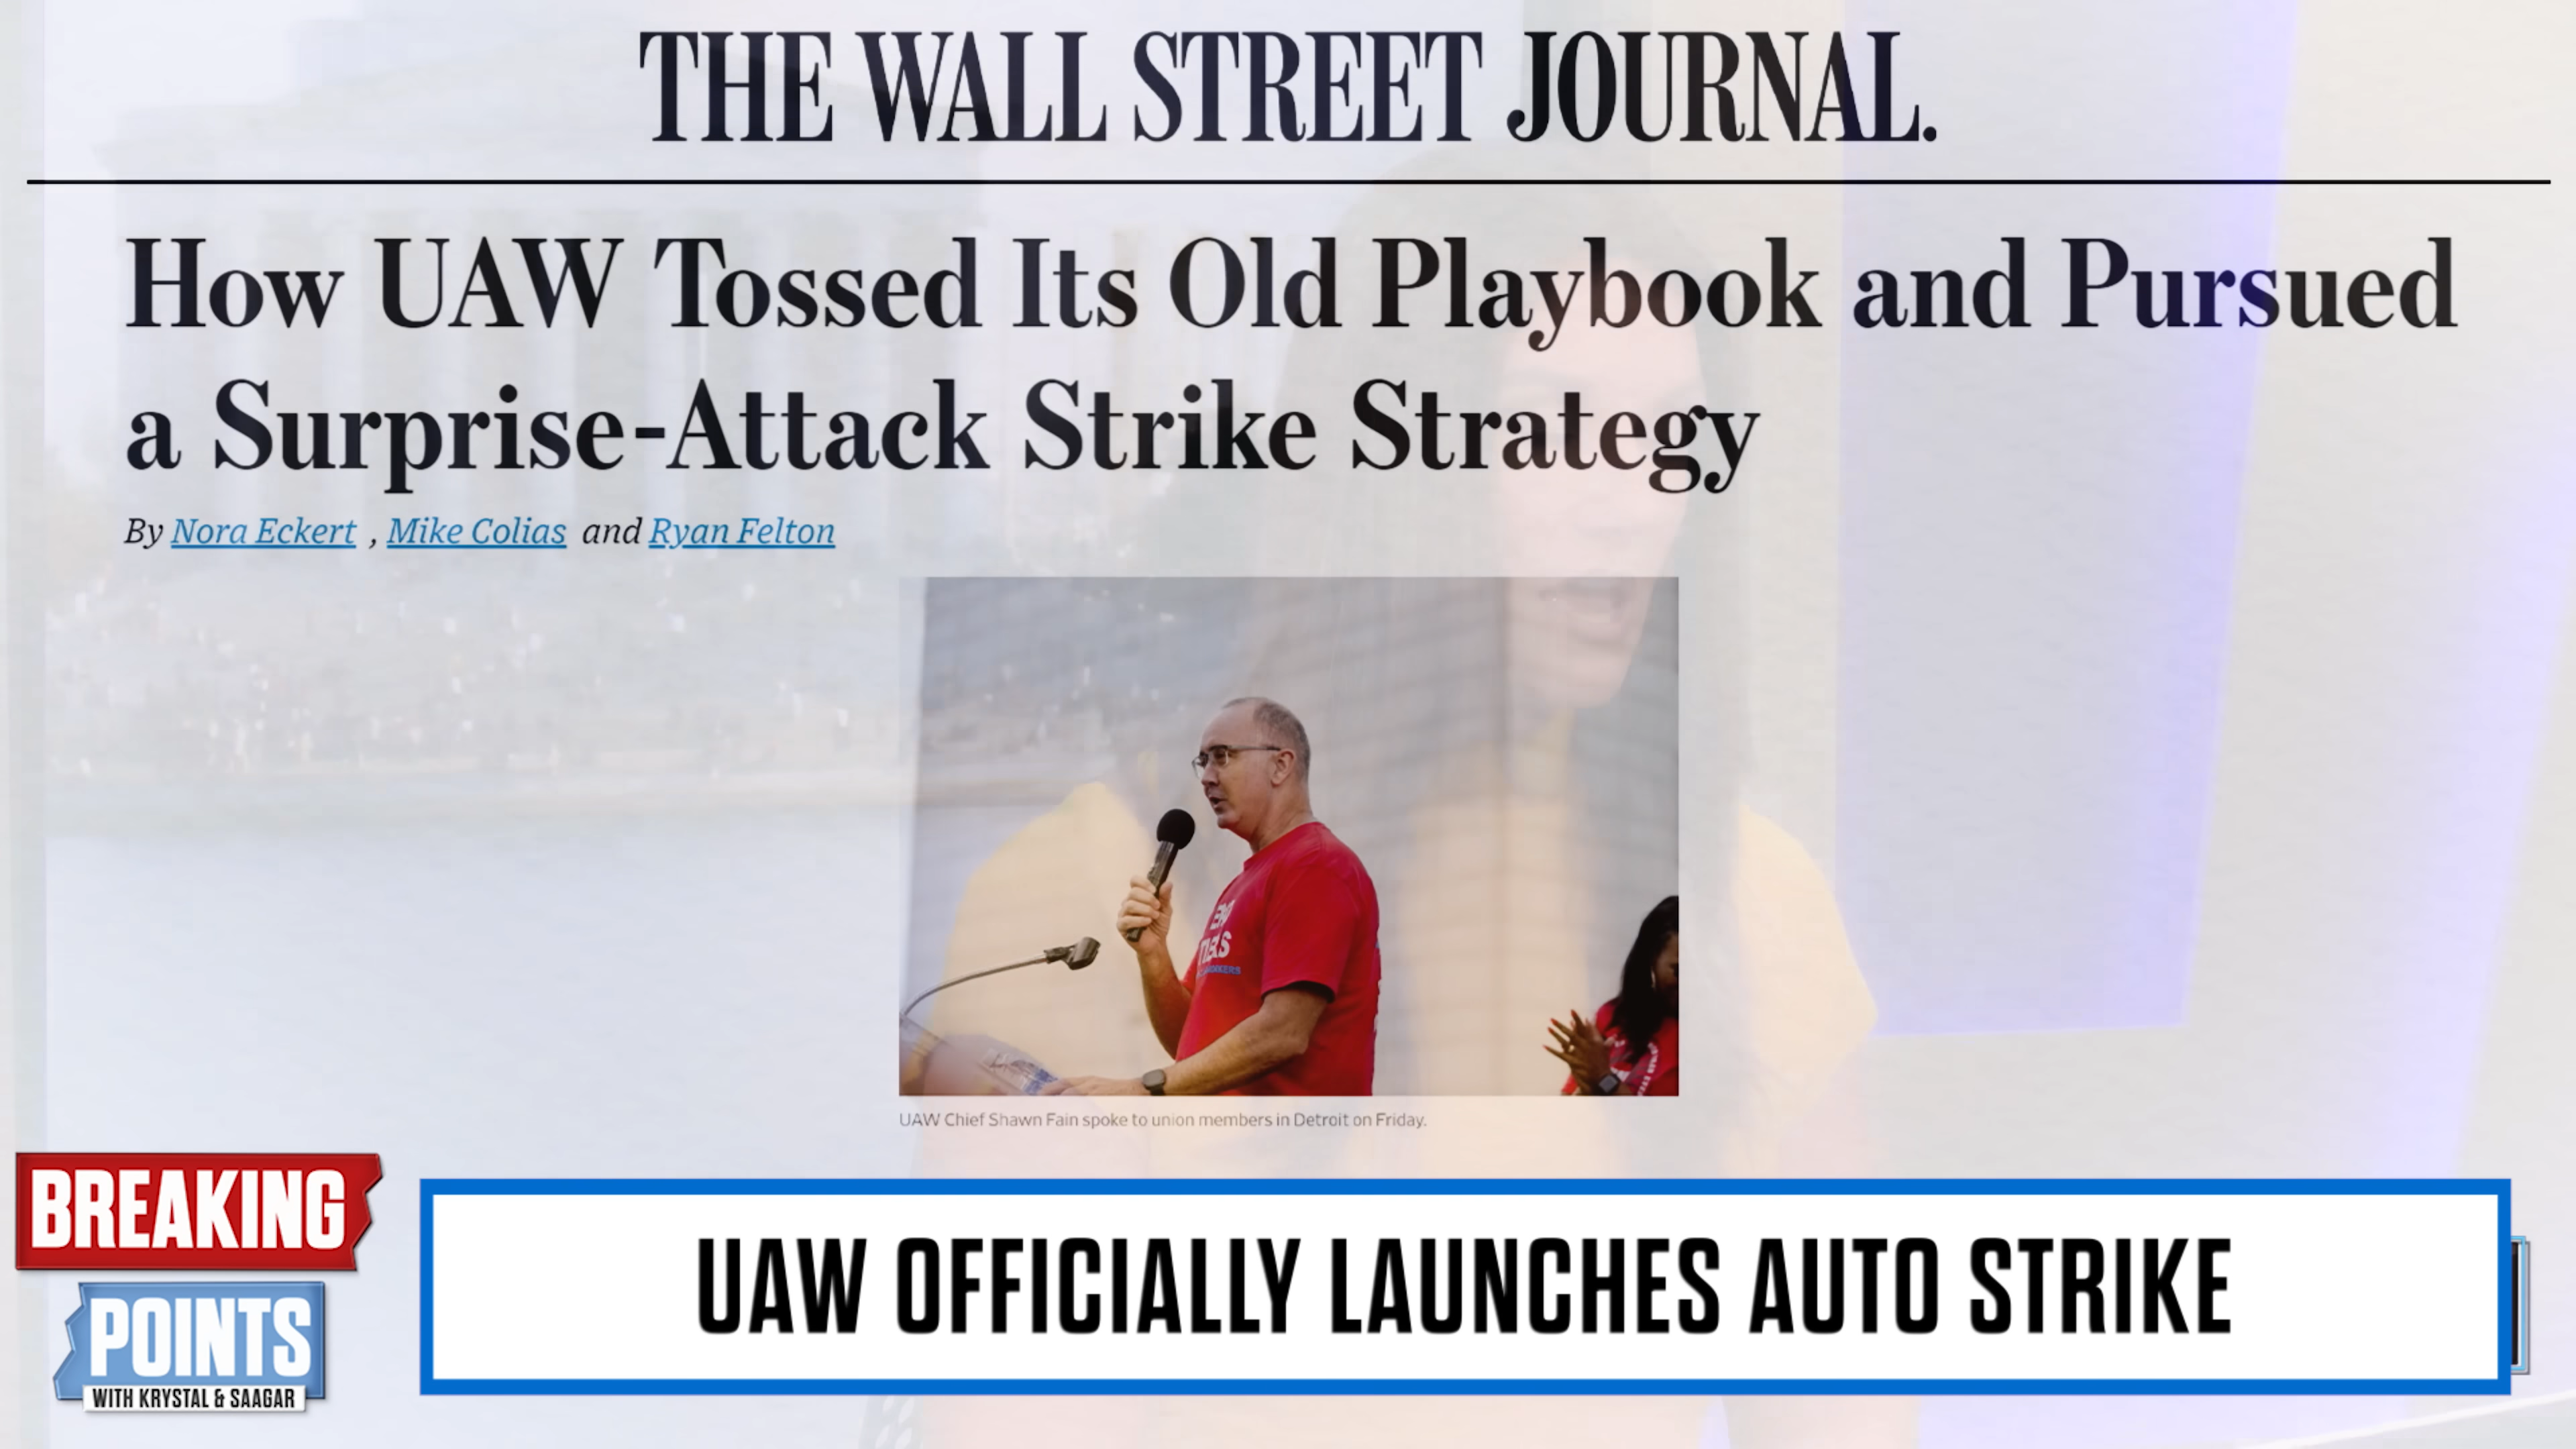 THE WALL STREET JOURNAL.
How UAW Tossed Its Old Playbook and Pursued
a Surprise-Attack Strike Strategy
By Nora Eckert , Mike Colias and Ryan Felton
UAW Chief Shawn Fain spoke to union members in Detroit on Friday.
BREAKING
POINTS
WITH KRYSTAL & SAAGAR
UAW OFFICIALLY LAUNCHES AUTO STRIKE